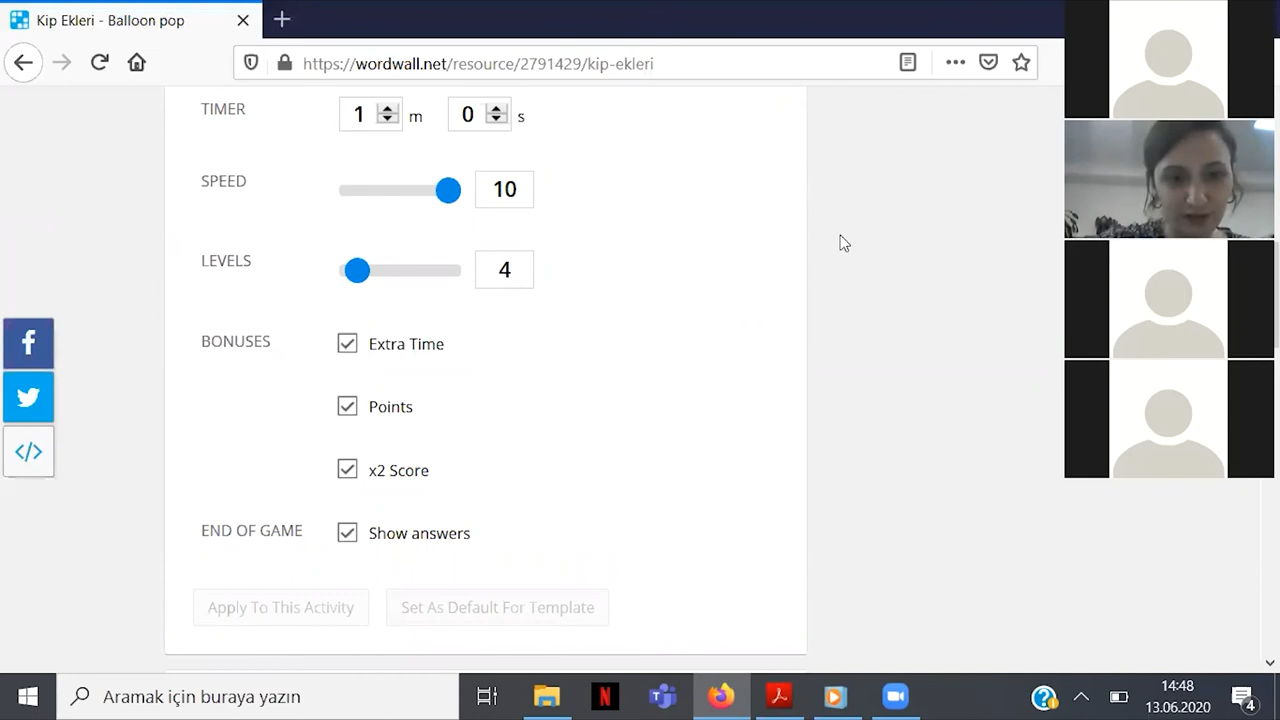 Kip Ekleri - Balloon pop
https://wordwall.net/resource/2791429/kip-ekleri
TIMER 1 m 0 s
SPEED 10
LEVELS 4
BONUSES Extra Time
Points
x2 Score
END OF GAME Show answers
Apply To This Activity Set As Default For Template
Aramak için buraya yazın
14:48
13.06.2020
4